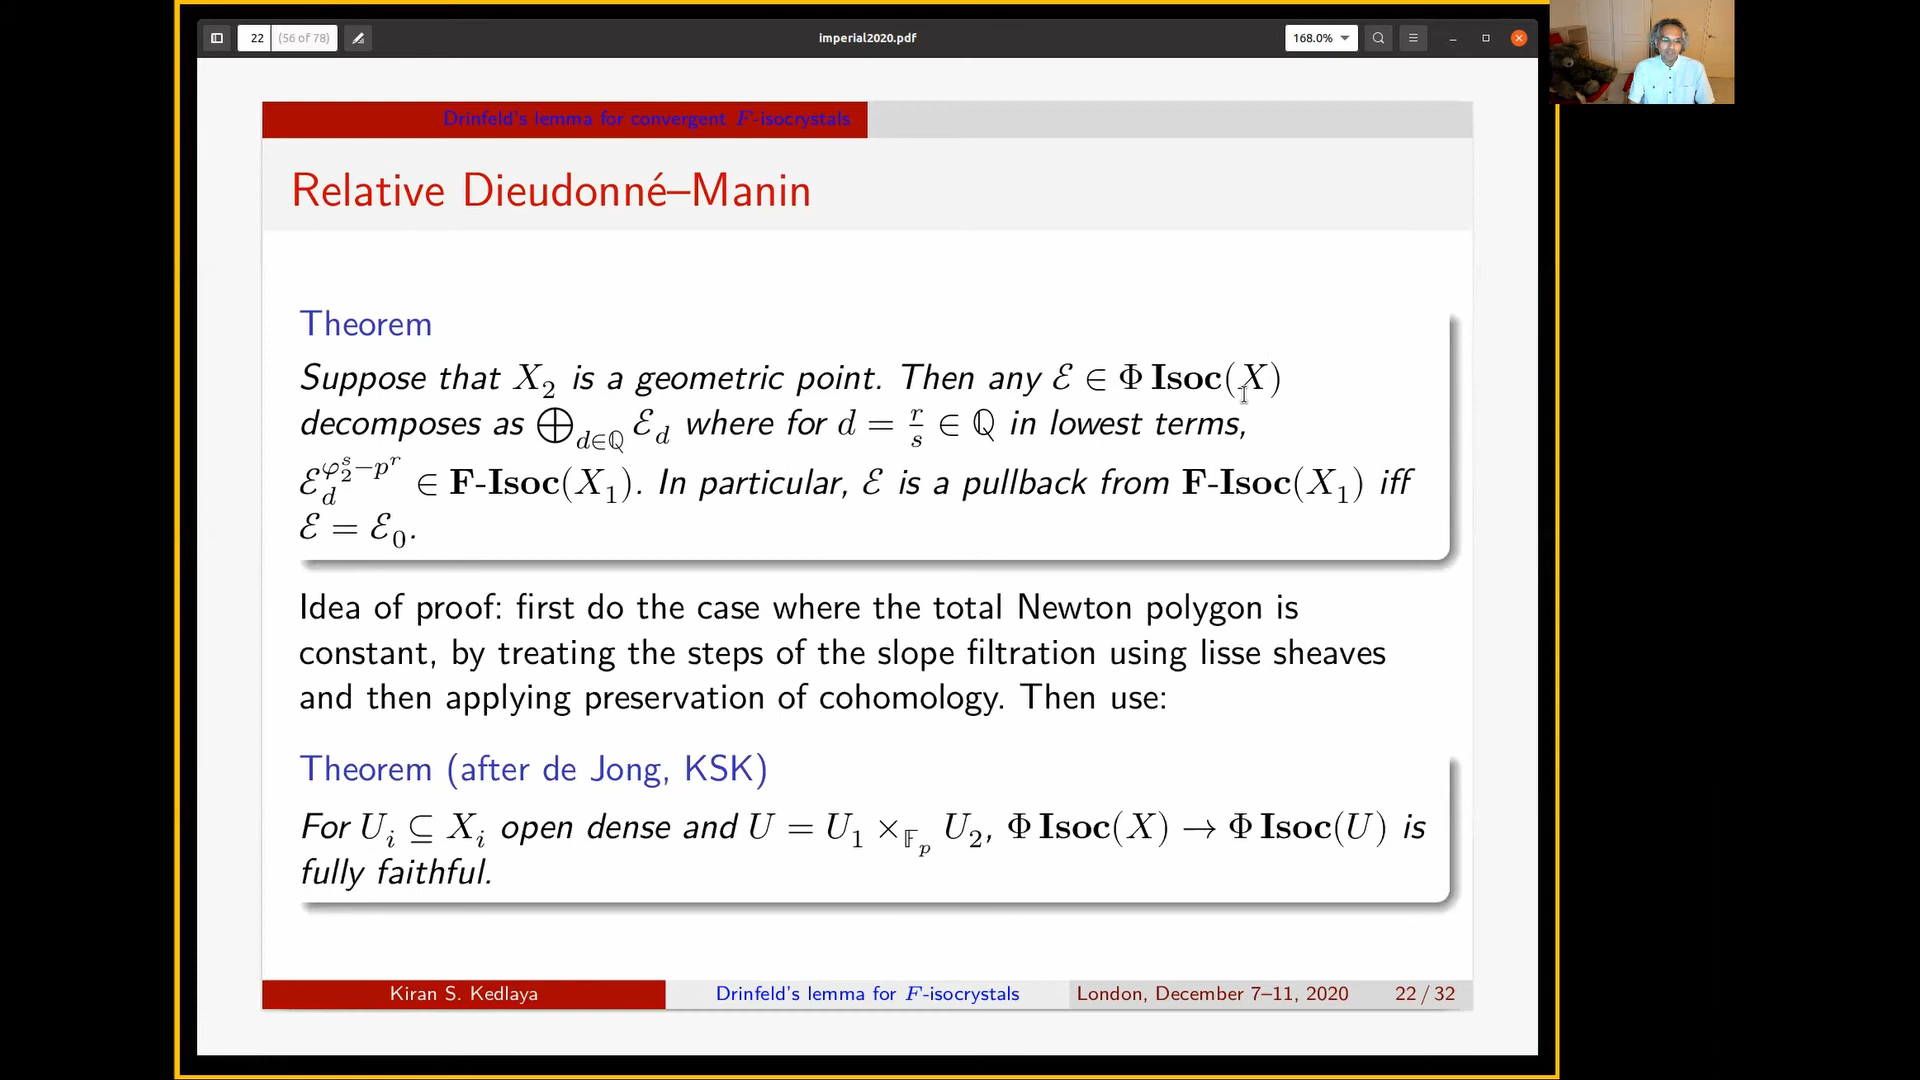 22 (56 of 78) imperial2020.pdf 168.0%
Drinfeld's lemma for convergent F-isocrystals
Relative Dieudonné–Manin
Theorem
Suppose that X₂ is a geometric point. Then any ℰ ∈ Φ Isoc(X)
decomposes as ⨁_{d∈ℚ} ℰ_d where for d = r/s ∈ ℚ in lowest terms,
ℰ_d^{φ₂^s − p^r} ∈ F-Isoc(X₁). In particular, ℰ is a pullback from F-Isoc(X₁) iff
ℰ = ℰ₀.
Idea of proof: first do the case where the total Newton polygon is
constant, by treating the steps of the slope filtration using lisse sheaves
and then applying preservation of cohomology. Then use:
Theorem (after de Jong, KSK)
For U_i ⊆ X_i open dense and U = U₁ ×_{𝔽_p} U₂, Φ Isoc(X) → Φ Isoc(U) is
fully faithful.
Kiran S. Kedlaya Drinfeld's lemma for F-isocrystals London, December 7–11, 2020 22 / 32